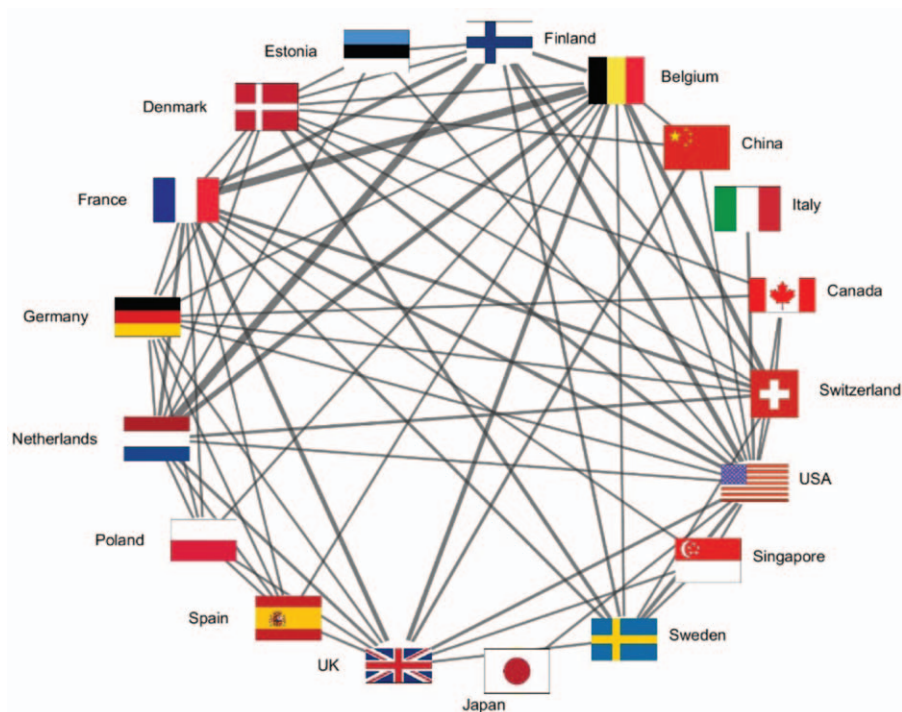 Finland
Estonia
Belgium
Denmark
China
France
Italy
Canada
Germany
Switzerland
Netherlands
USA
Poland
Singapore
Spain
Sweden
UK
Japan